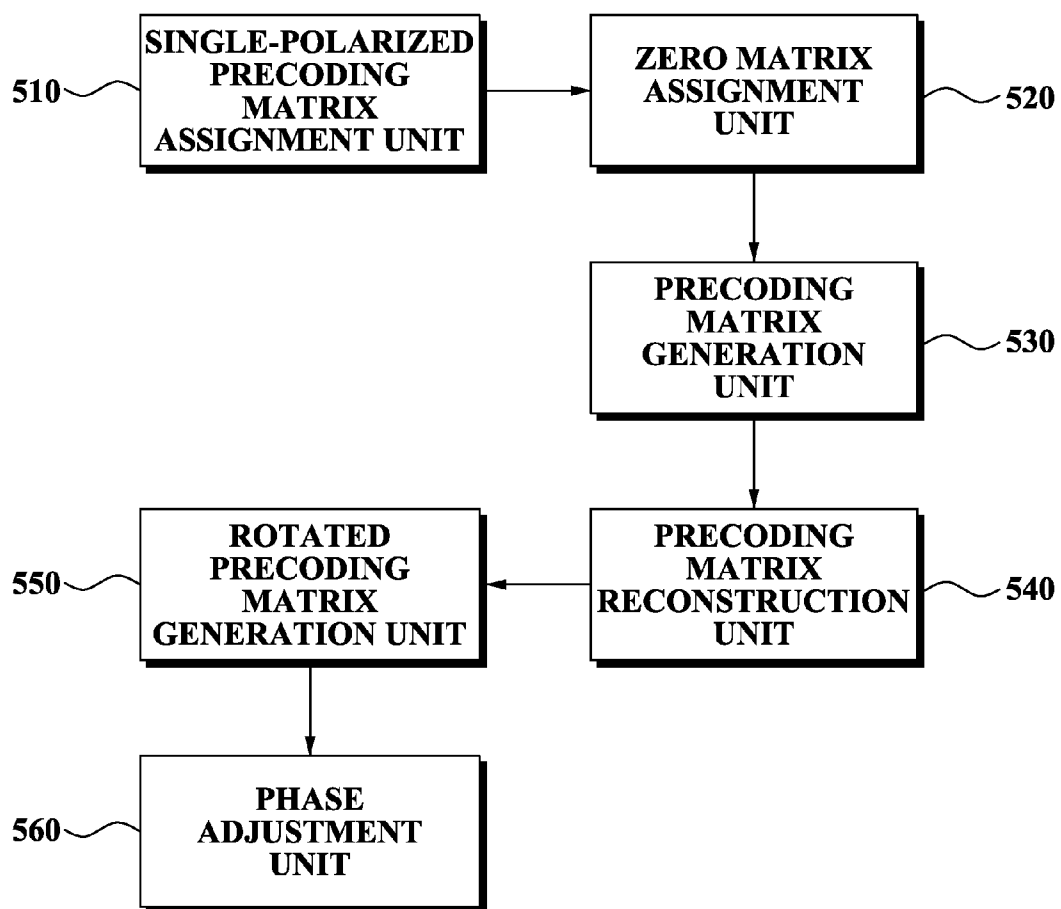 510
SINGLE-POLARIZED
PRECODING
MATRIX
ASSIGNMENT UNIT
ZERO MATRIX
ASSIGNMENT
UNIT
520
PRECODING
MATRIX
GENERATION
UNIT
530
550
ROTATED
PRECODING
MATRIX
GENERATION UNIT
PRECODING
MATRIX
RECONSTRUCTION
UNIT
540
560
PHASE
ADJUSTMENT
UNIT